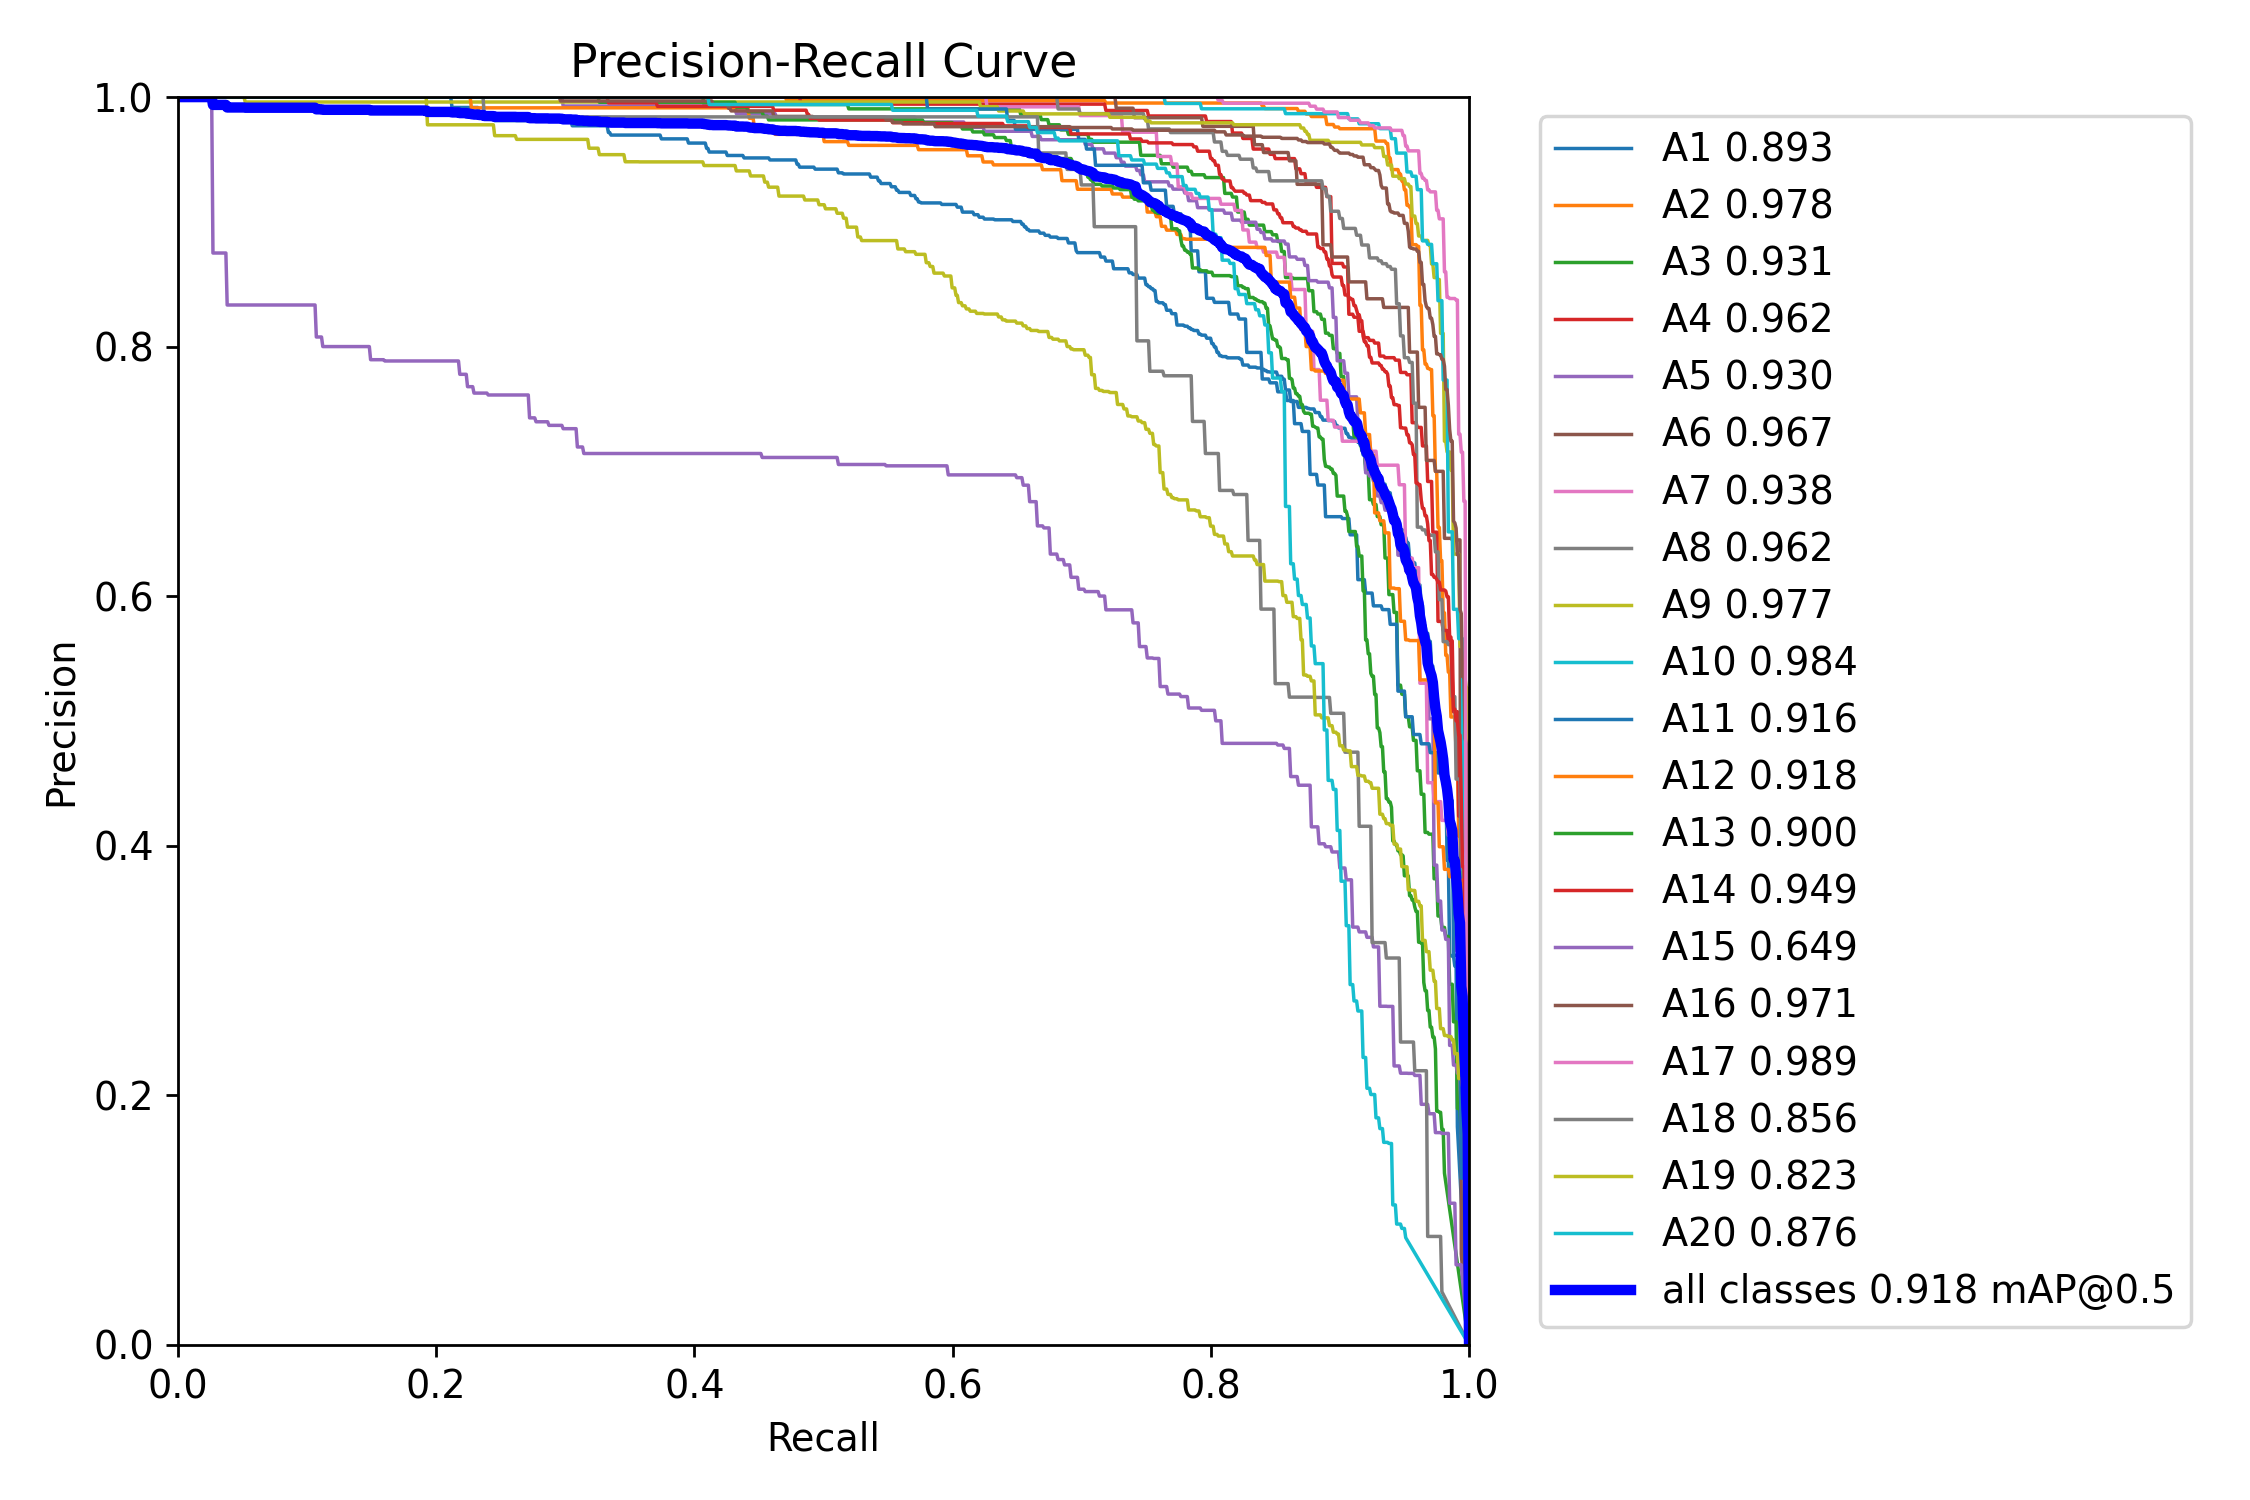 Precision-Recall Curve
1.0
0.8
0.6
0.4
0.2
0.0
Precision
0.0 0.2 0.4 0.6 0.8 1.0
Recall
A1 0.893
A2 0.978
A3 0.931
A4 0.962
A5 0.930
A6 0.967
A7 0.938
A8 0.962
A9 0.977
A10 0.984
A11 0.916
A12 0.918
A13 0.900
A14 0.949
A15 0.649
A16 0.971
A17 0.989
A18 0.856
A19 0.823
A20 0.876
all classes 0.918 mAP@0.5